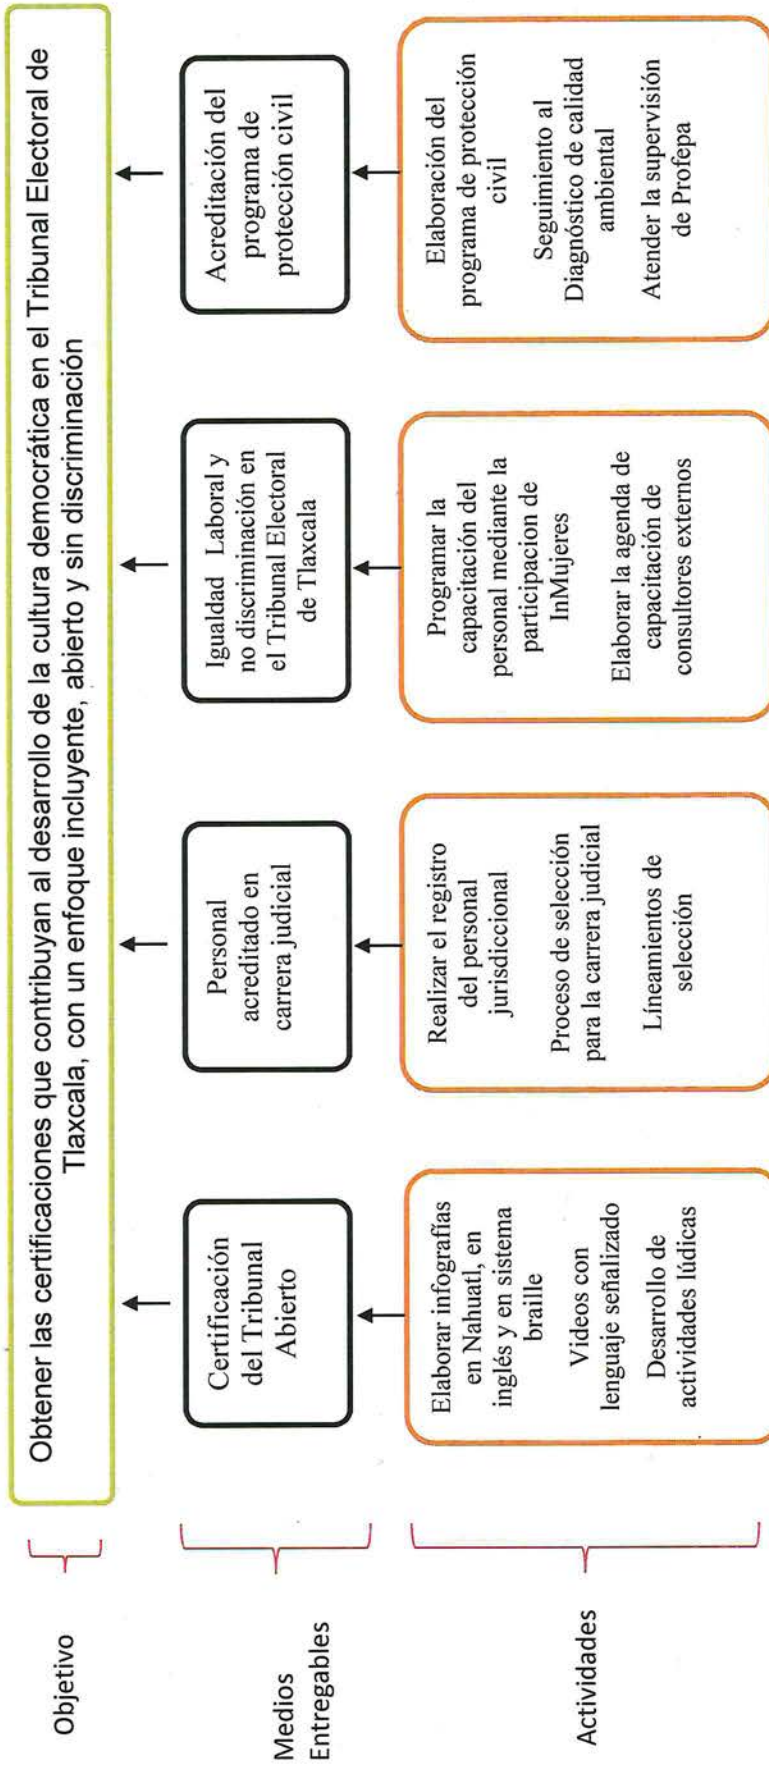 Objetivo
Obtener las certificaciones que contribuyan al desarrollo de la cultura democrática en el Tribunal Electoral de
Tlaxcala, con un enfoque incluyente, abierto y sin discriminación
Medios
Entregables
Certificación
del Tribunal
Abierto
Personal
acreditado en
carrera judicial
Igualdad Laboral y
no discriminación en
el Tribunal Electoral
de Tlaxcala
Acreditación del
programa de
protección civil
Actividades
Elaborar infografías
en Nahuatl, en
inglés y en sistema
braille
Videos con
lenguaje señalizado
Desarrollo de
actividades lúdicas
Realizar el registro
del personal
jurisdiccional
Proceso de selección
para la carrera judicial
Líneamientos de
selección
Programar la
capacitación del
personal mediante la
participacion de
InMujeres
Elaborar la agenda de
capacitación de
consultores externos
Elaboración del
programa de protección
civil
Seguimiento al
Diagnóstico de calidad
ambiental
Atender la supervisión
de Profepa